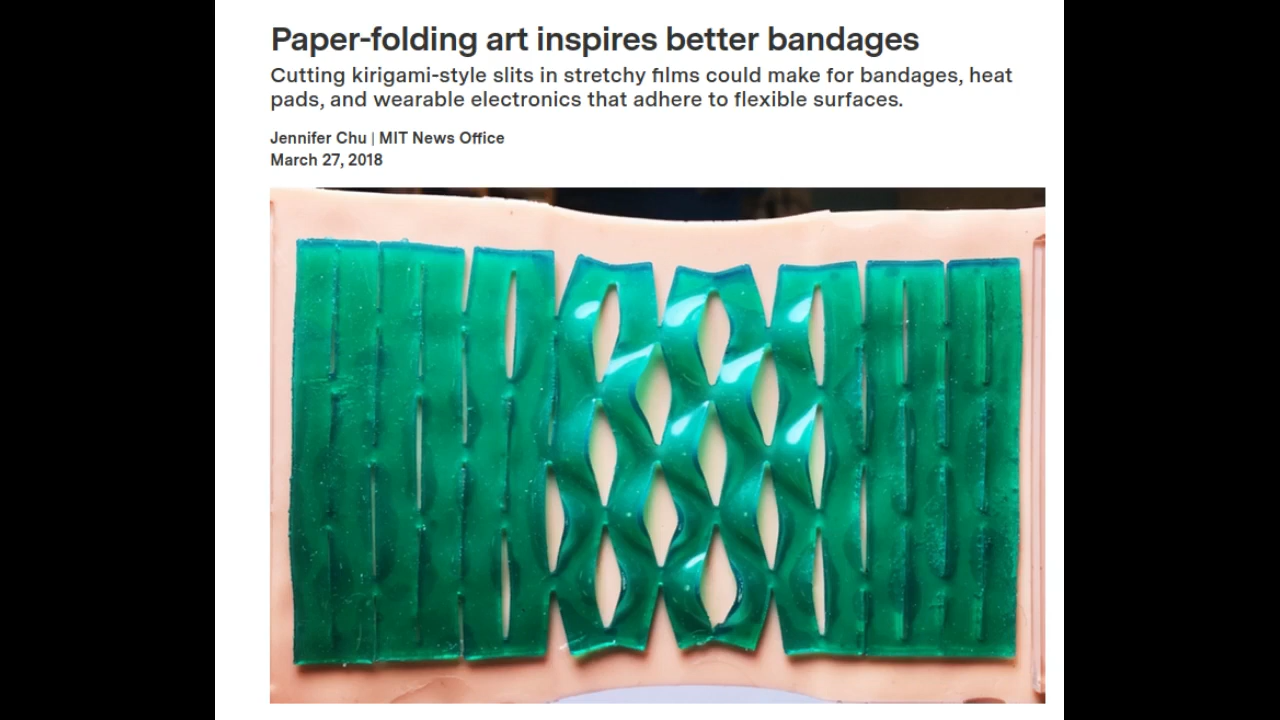 Paper-folding art inspires better bandages
Cutting kirigami-style slits in stretchy films could make for bandages, heat
pads, and wearable electronics that adhere to flexible surfaces.
Jennifer Chu | MIT News Office
March 27, 2018